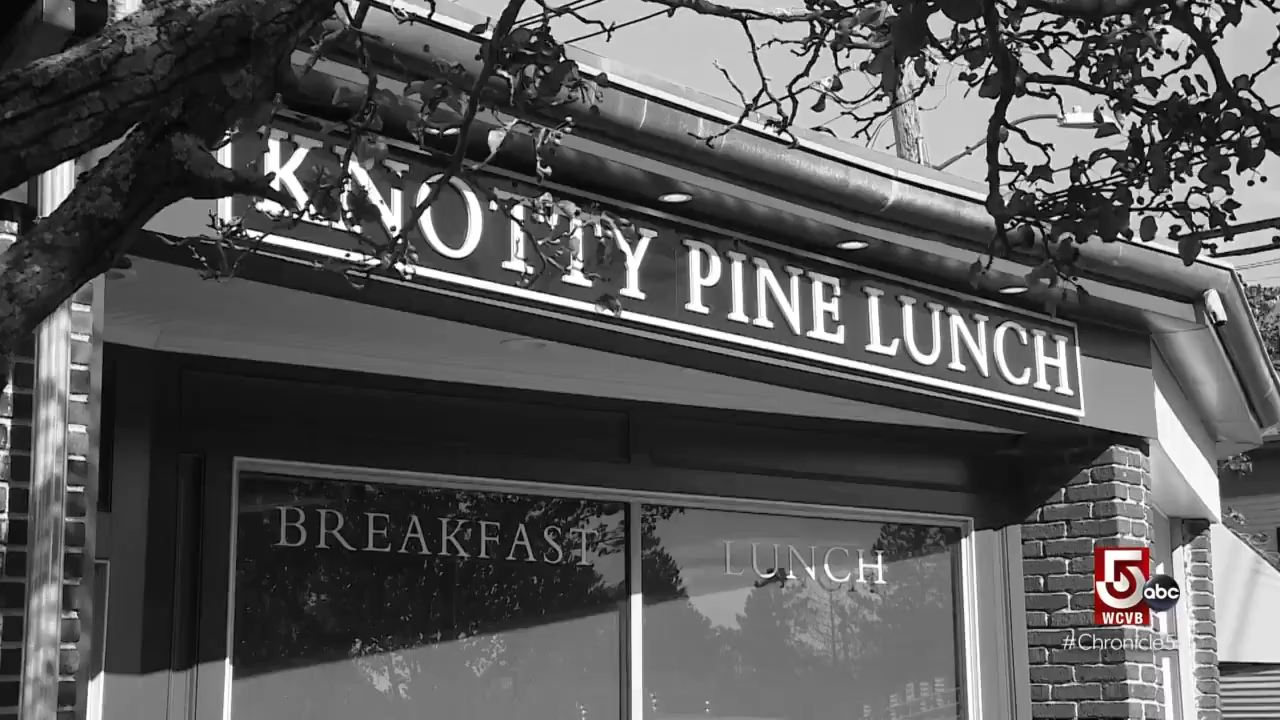 KNOTTY PINE LUNCH
BREAKFAST
LUNCH
5
abc
WCVB
#Chronicle5